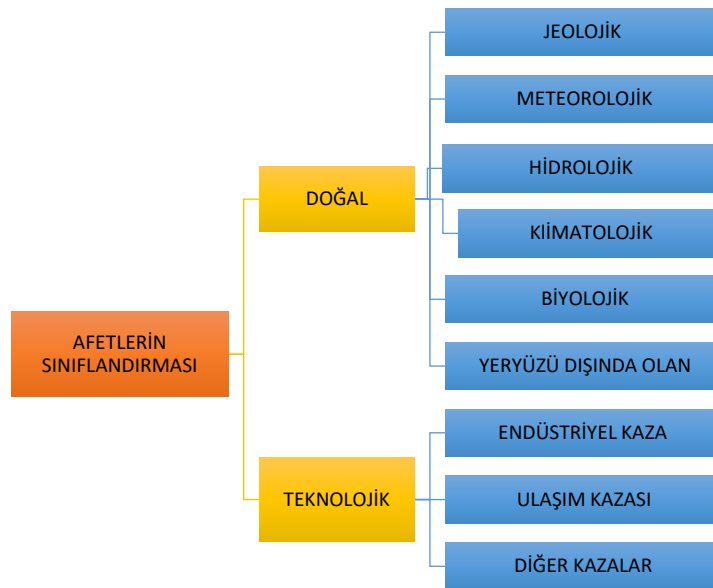 JEOLOJİK
METEOROLOJİK
HİDROLOJİK
DOĞAL
KlİMATOLOJİK
BİYOLOJİK
AFETLERİN
SINIFLANDIRMASI
YERYÜZÜ DIŞINDA OLAN
ENDÜSTRİYEL KAZA
TEKNOLOJİK
ULAŞIM KAZASI
DİĞER KAZALAR